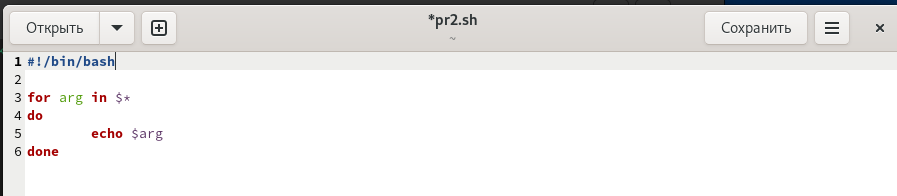 Открыть
*pr2.sh
~
Сохранить
1 #!/bin/bash
2
3 for arg in $*
4 do
5         echo $arg
6 done